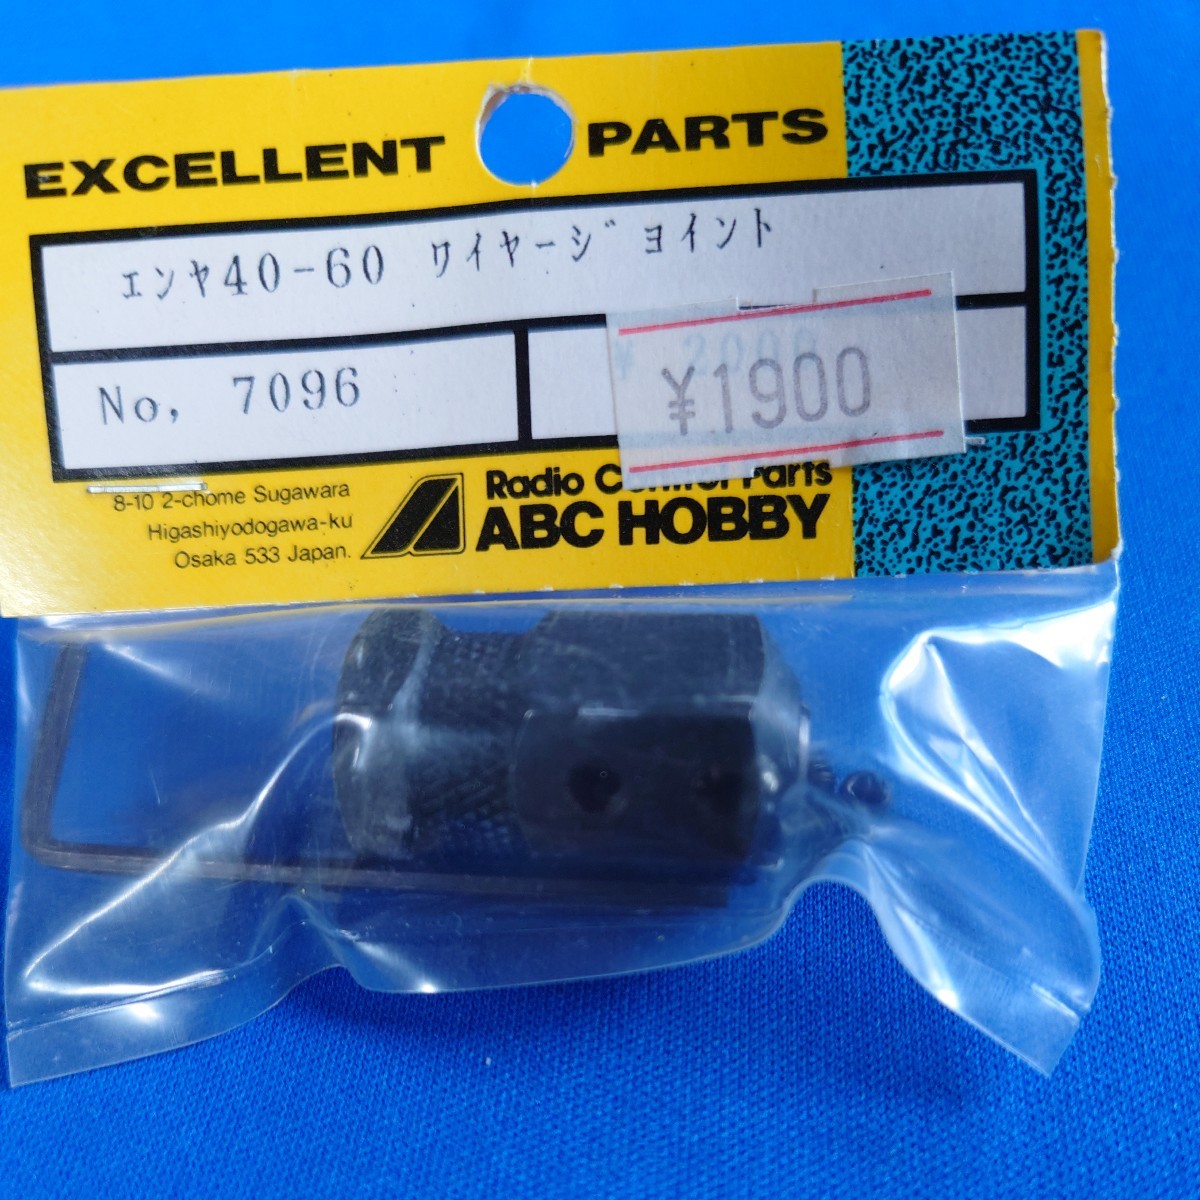 EXCELLENT PARTS
エンヤ40-60 ワイヤージョイント
No, 7096
¥1900
8-10 2-chome Sugawara
Higashiyodogawa-ku
Osaka 533 Japan.
Radio Control Parts
ABC HOBBY